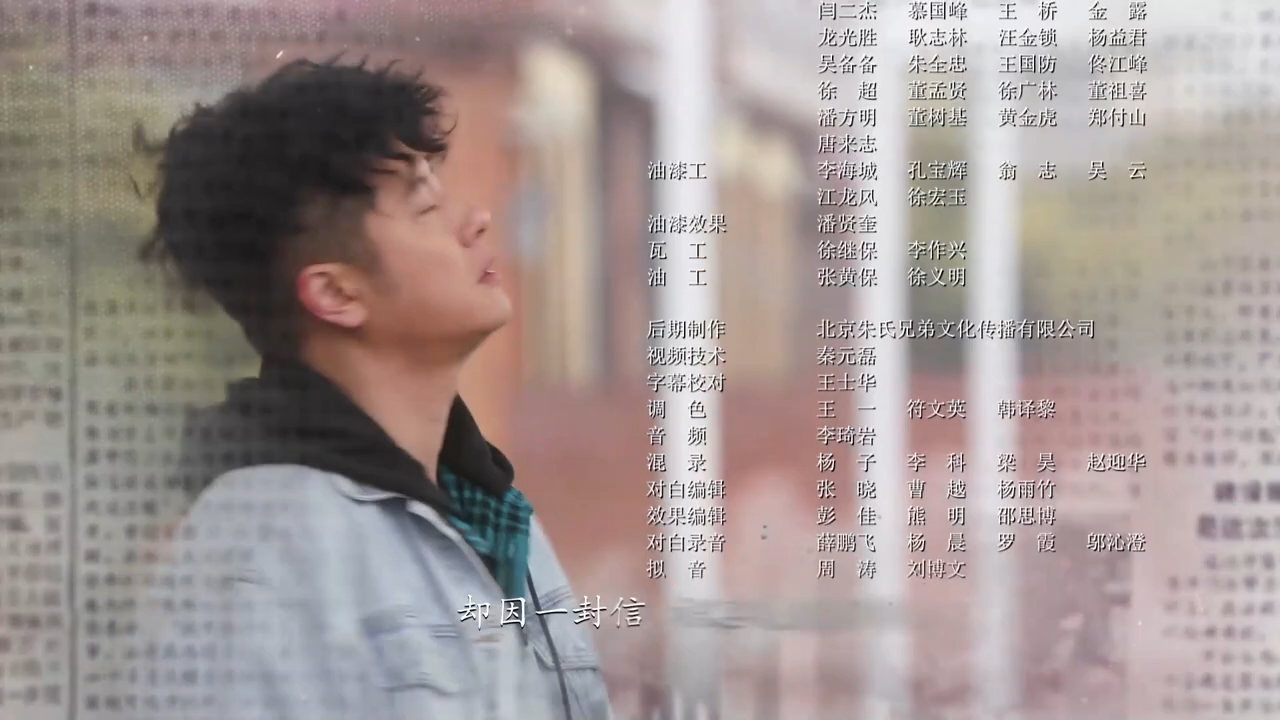 闫二杰 慕国峰 王 桥 金 露
龙光胜 耿志林 汪金锁 杨益君
吴备备 朱全忠 王国防 佟江峰
徐 超 董孟贤 徐广林 董祖喜
潘方明 董树基 黄金虎 郑付山
唐来志
油漆工 李海城 孔宝辉 翁 志 吴 云
江龙风 徐宏玉
油漆效果 潘贤奎
瓦 工 徐继保 李作兴
油 工 张黄保 徐义明
后期制作 北京朱氏兄弟文化传播有限公司
视频技术 秦元磊
字幕校对 王士华
调 色 王 一 符文英 韩译黎
音 频 李琦岩
混 录 杨 子 李 科 梁 昊 赵迎华
对白编辑 张 晓 曹 越 杨雨竹
效果编辑 彭 佳 熊 明 邵思博
对白录音 薛鹏飞 杨 晨 罗 霞 邬沁澄
拟 音 周 涛 刘博文
却因一封信